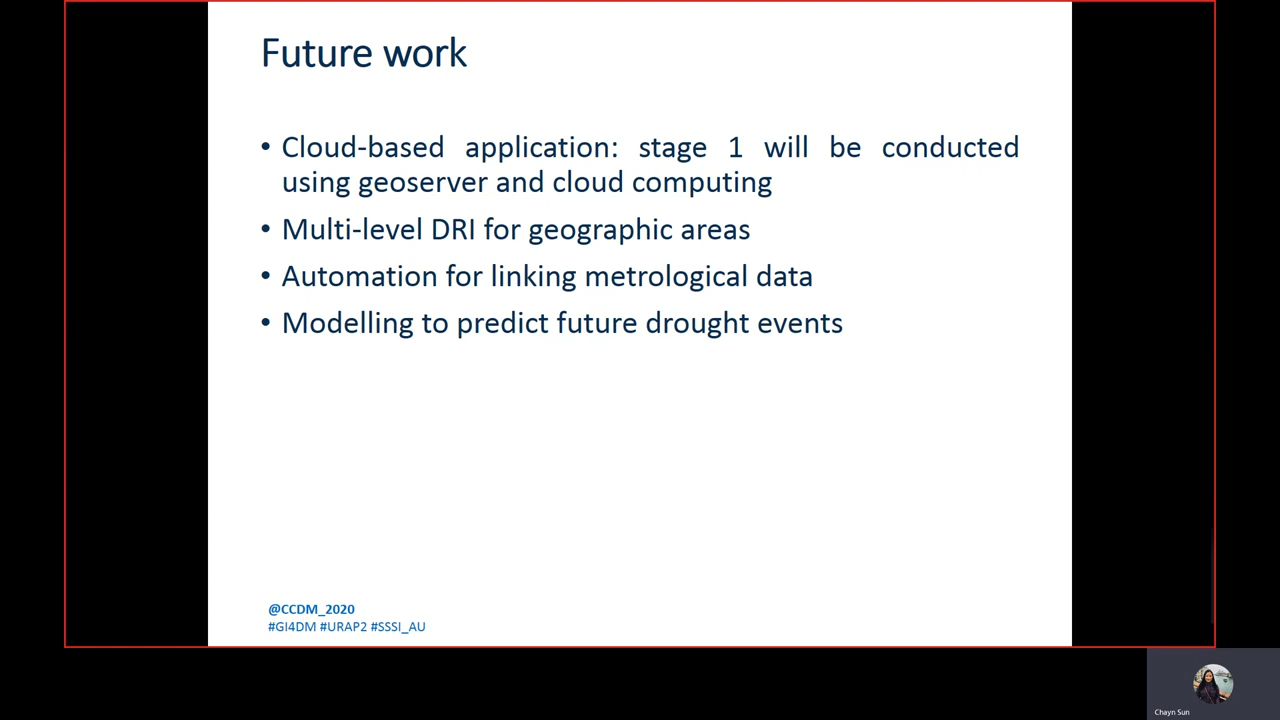 Future work
• Cloud-based application: stage 1 will be conducted
using geoserver and cloud computing
• Multi-level DRI for geographic areas
• Automation for linking metrological data
• Modelling to predict future drought events
@CCDM_2020
#GI4DM #URAP2 #SSSI_AU
Chayn Sun